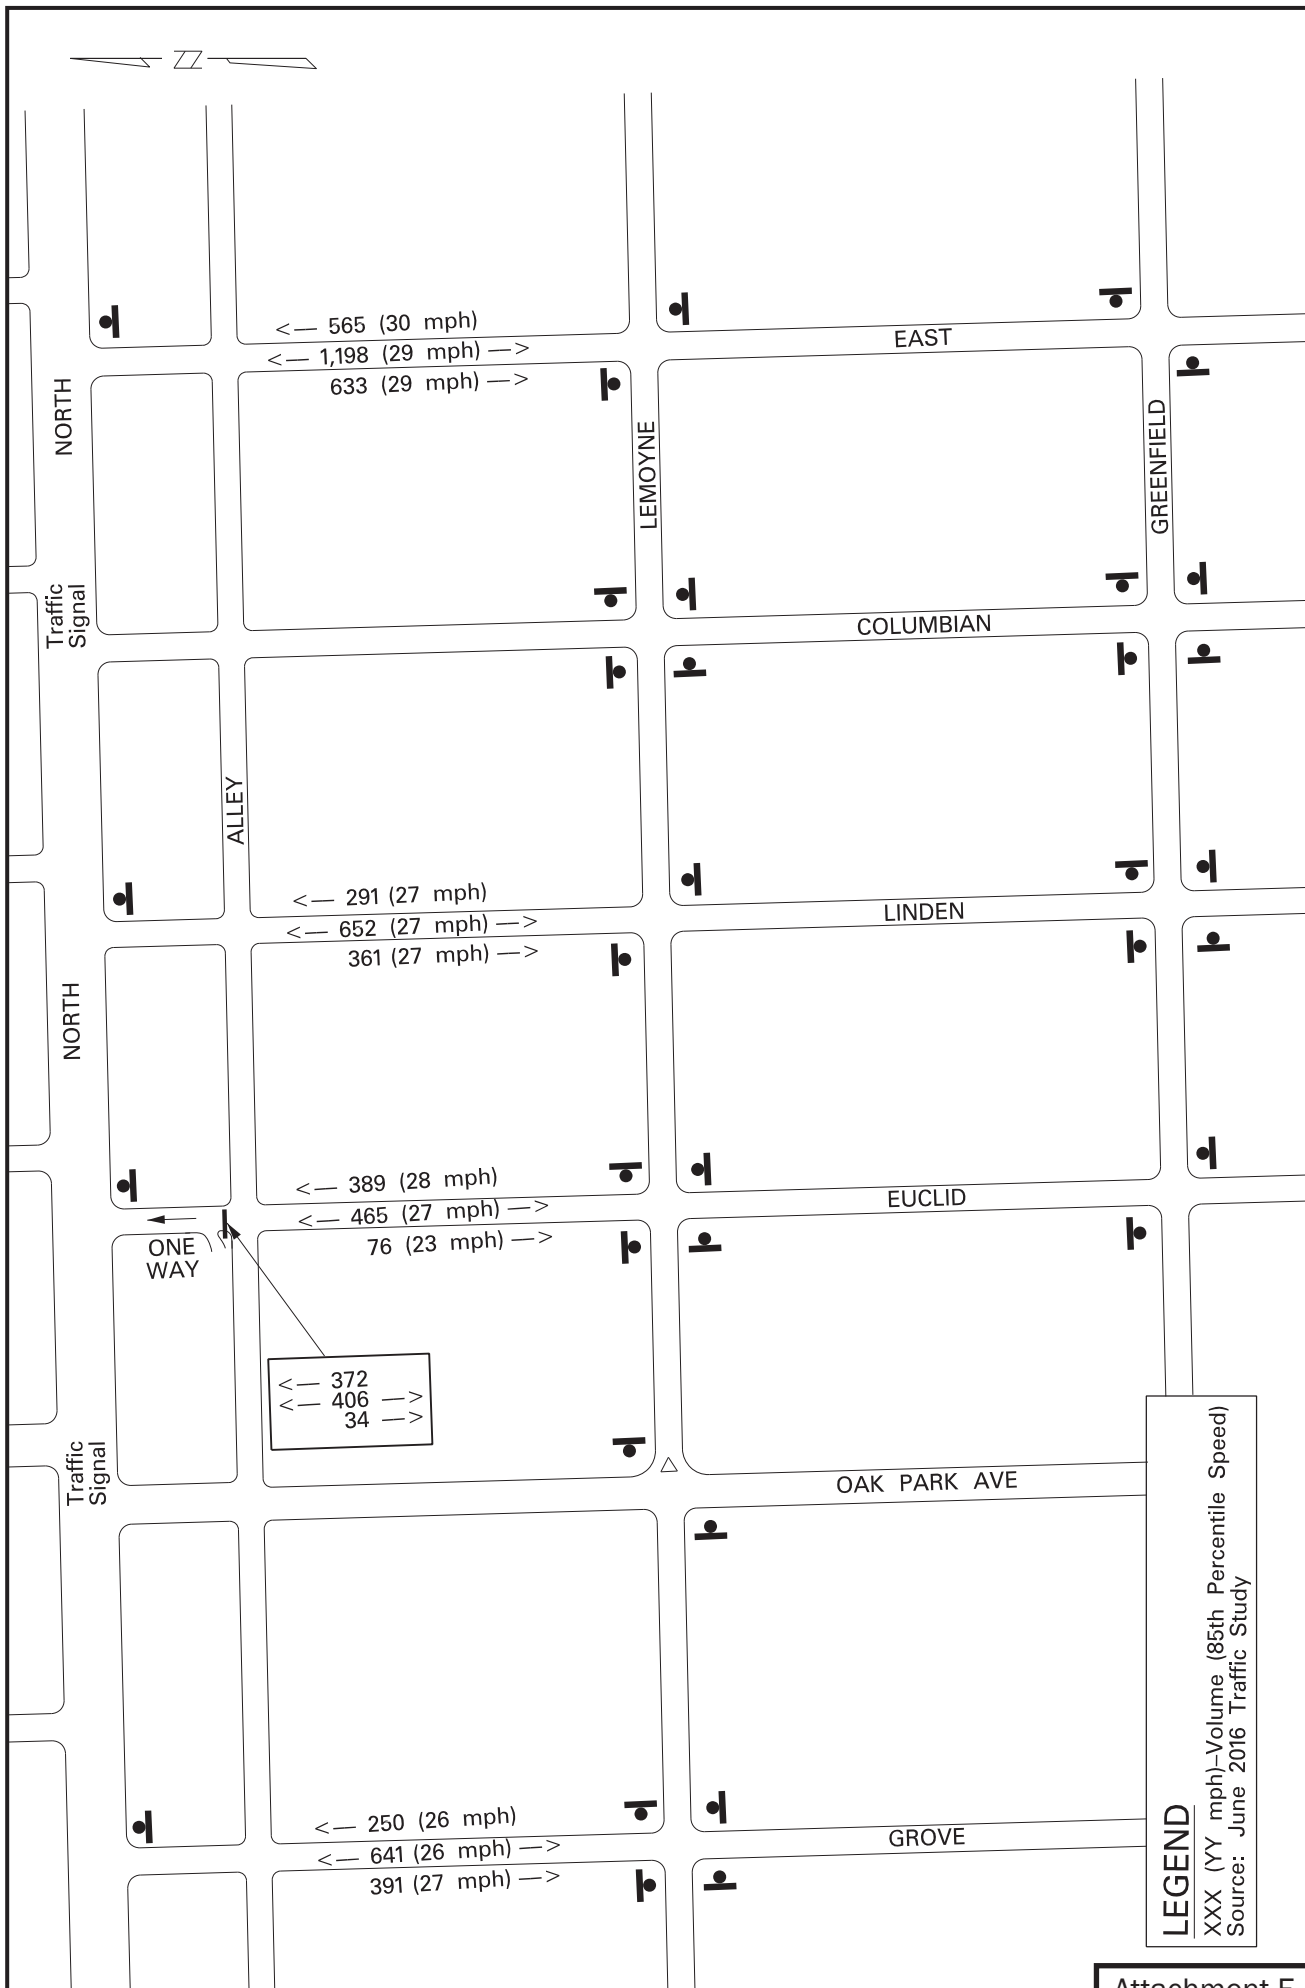 <— 565 (30 mph)
<— 1,198 (29 mph) —>
633 (29 mph) —>
EAST
NORTH
LEMOYNE
GREENFIELD
Traffic
Signal
COLUMBIAN
ALLEY
<— 291 (27 mph)
<— 652 (27 mph) —>
361 (27 mph) —>
LINDEN
NORTH
<— 389 (28 mph)
<— 465 (27 mph) —>
76 (23 mph) —>
EUCLID
ONE
WAY
<— 372
<— 406 —>
34 —>
Traffic
Signal
OAK PARK AVE
<— 250 (26 mph)
<— 641 (26 mph) —>
391 (27 mph) —>
GROVE
LEGEND
XXX (YY mph)–Volume (85th Percentile Speed)
Source: June 2016 Traffic Study
Attachment E